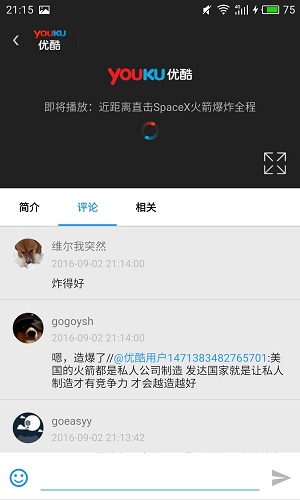 21:15
75
YOUKU
优酷
YOUKU优酷
即将播放：近距离直击SpaceX火箭爆炸全程
简介
评论
相关
维尔我突然
2016-09-02 21:14:00
炸得好
gogoysh
2016-09-02 21:14:00
嗯，造爆了//@优酷用户1471383482765701:美
国的火箭都是私人公司制造 发达国家就是让私人
制造才有竞争力 才会越造越好
goeasyy
2016-09-02 21:13:42